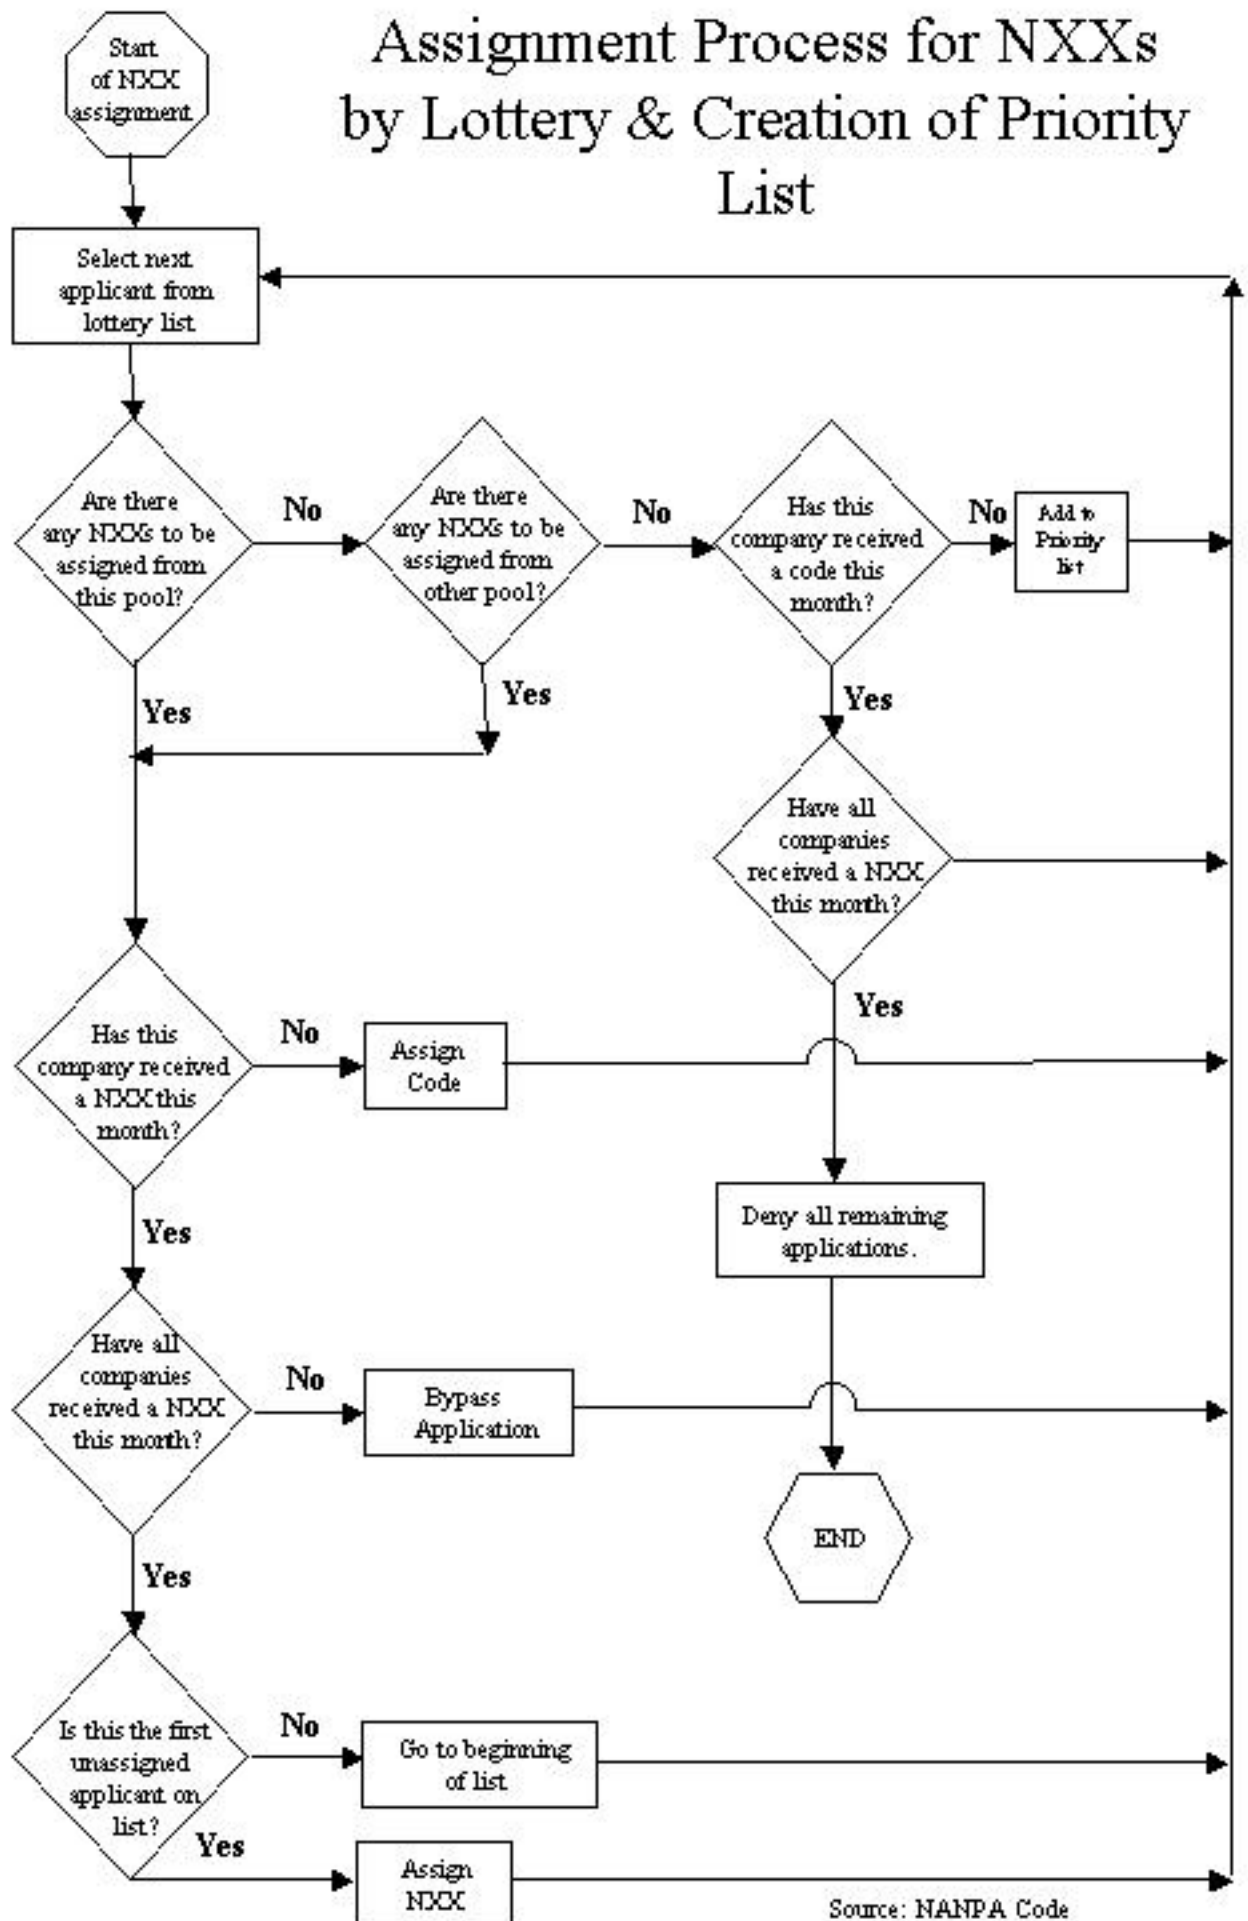 Assignment Process for NXXs
by Lottery & Creation of Priority
List
Start
of NXX
assignment
Select next
applicant from
lottery list
Are there
any NXXs to be
assigned from
this pool?
No
Are there
any NXXs to be
assigned from
other pool?
No
Has this
company received
a code this
month?
No
Add to
Priority
list
Yes
Yes
Yes
Have all
companies
received a NXX
this month?
Yes
Has this
company received
a NXX this
month?
No
Assign
Code
Yes
Deny all remaining
applications.
Have all
companies
received a NXX
this month?
No
Bypass
Application
END
Yes
Is this the first
unassigned
applicant on
list?
No
Go to beginning
of list
Yes
Assign
NXX
Source: NANPA Code